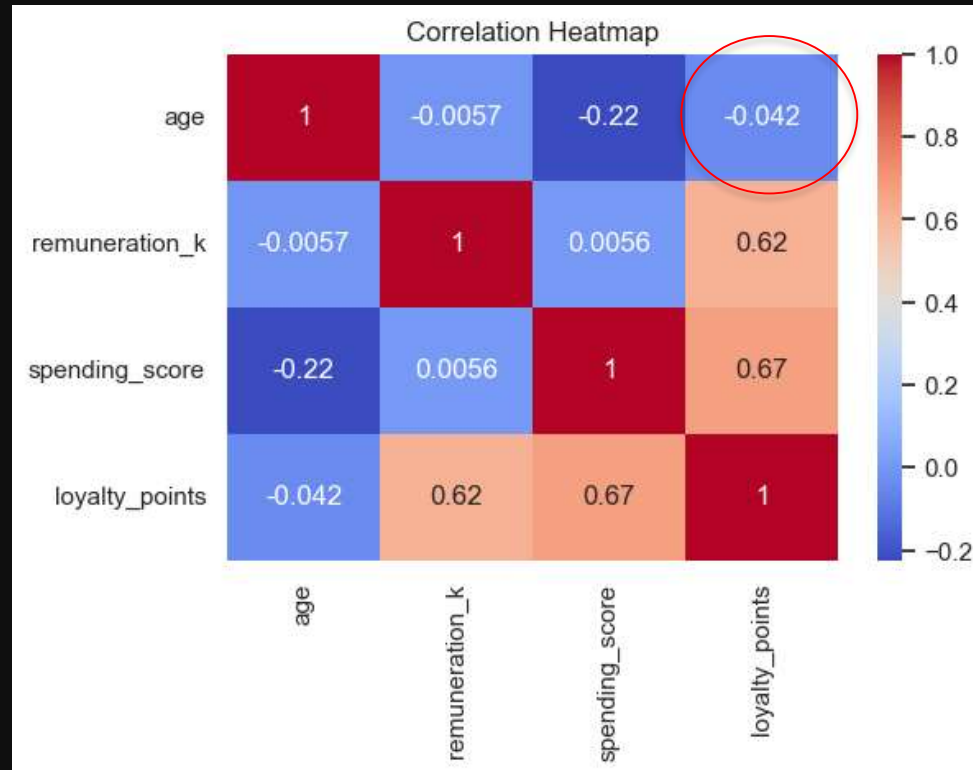 Correlation Heatmap
age 1 -0.0057 -0.22 -0.042
remuneration_k -0.0057 1 0.0056 0.62
spending_score -0.22 0.0056 1 0.67
loyalty_points -0.042 0.62 0.67 1
age
remuneration_k
spending_score
loyalty_points
1.0
0.8
0.6
0.4
0.2
0.0
−0.2